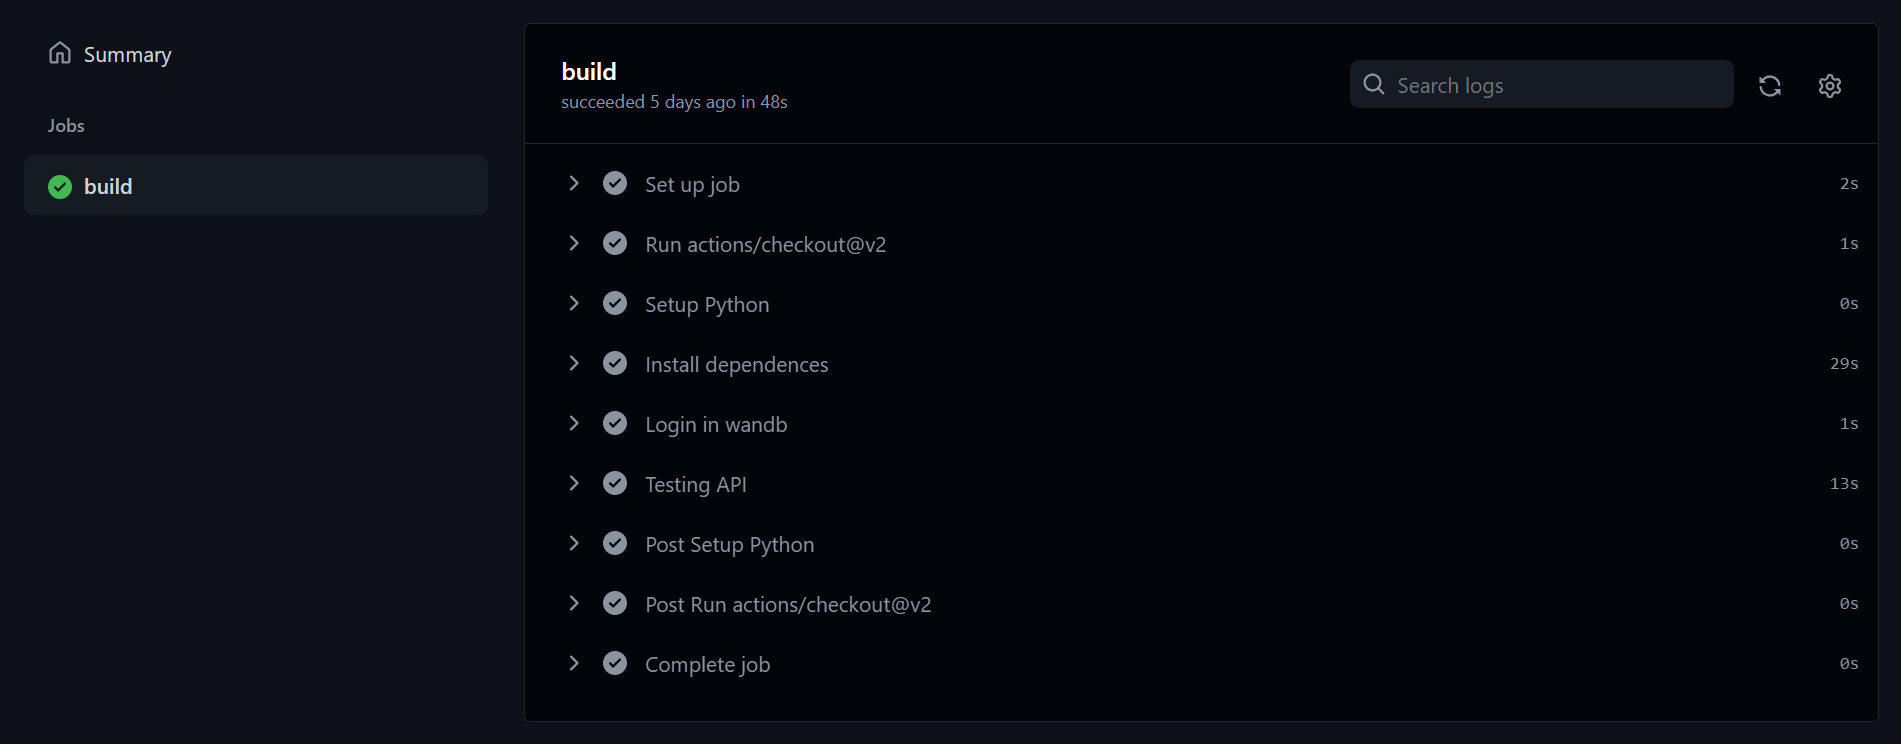 Summary
Jobs
build
build
succeeded 5 days ago in 48s
Search logs
Set up job 2s
Run actions/checkout@v2 1s
Setup Python 0s
Install dependences 29s
Login in wandb 1s
Testing API 13s
Post Setup Python 0s
Post Run actions/checkout@v2 0s
Complete job 0s